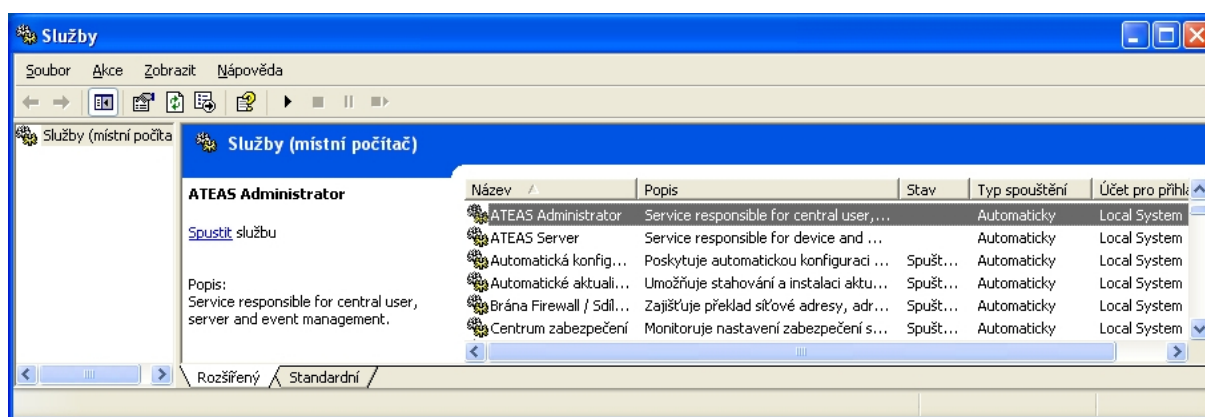 Služby
Soubor Akce Zobrazit Nápověda
Služby (místní počíta
Služby (místní počítač)
ATEAS Administrator
Spustit službu
Popis:
Service responsible for central user,
server and event management.
Název Popis Stav Typ spouštění Účet pro přihla
ATEAS Administrator Service responsible for central user,... Automaticky Local System
ATEAS Server Service responsible for device and ... Automaticky Local System
Automatická konfig... Poskytuje automatickou konfiguraci ... Spušt... Automaticky Local System
Automatické aktuali... Umožňuje stahování a instalaci aktu... Spušt... Automaticky Local System
Brána Firewall / Sdíl... Zajišťuje překlad síťové adresy, adr... Spušt... Automaticky Local System
Centrum zabezpečení Monitoruje nastavení zabezpečení s... Spušt... Automaticky Local System
Rozšířený Standardní